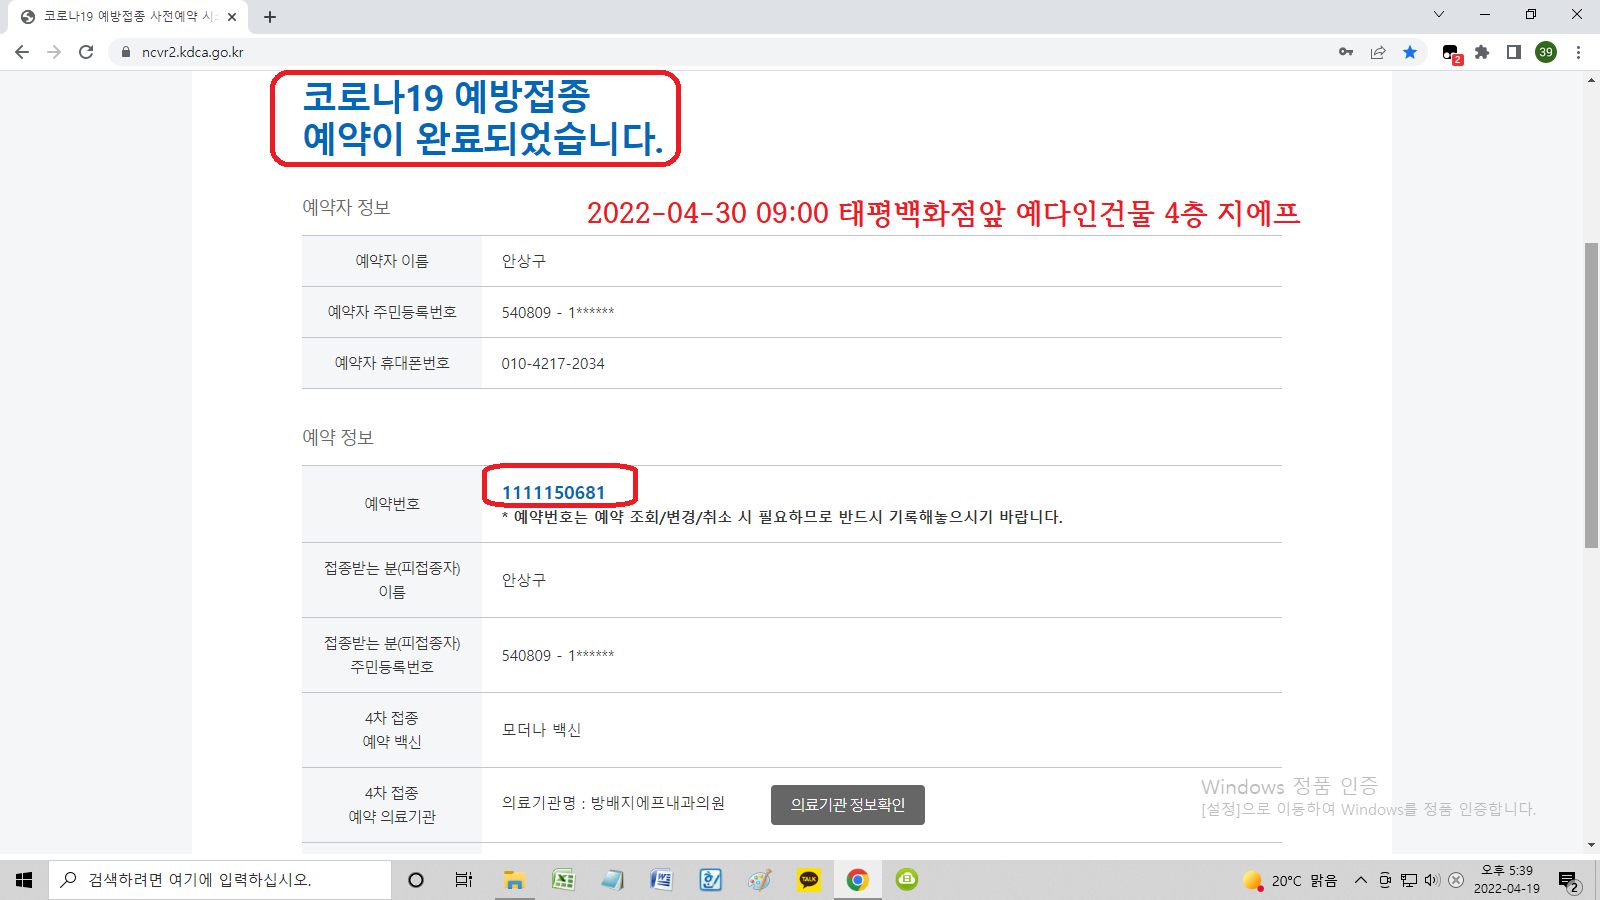 코로나19 예방접종 사전예약 시
ncvr2.kdca.go.kr
2
39
코로나19 예방접종
예약이 완료되었습니다.
예약자 정보
2022-04-30 09:00 태평백화점앞 예다인건물 4층 지에프
예약자 이름
안상구
예약자 주민등록번호
540809 - 1******
예약자 휴대폰번호
010-4217-2034
예약 정보
예약번호
1111150681
* 예약번호는 예약 조회/변경/취소 시 필요하므로 반드시 기록해놓으시기 바랍니다.
접종받는 분(피접종자)
이름
안상구
접종받는 분(피접종자)
주민등록번호
540809 - 1******
4차 접종
예약 백신
모더나 백신
4차 접종
예약 의료기관
의료기관명 : 방배지에프내과의원
의료기관 정보확인
Windows 정품 인증
[설정]으로 이동하여 Windows를 정품 인증합니다.
검색하려면 여기에 입력하십시오.
TALK
20°C 맑음
오후 5:39
2022-04-19
2